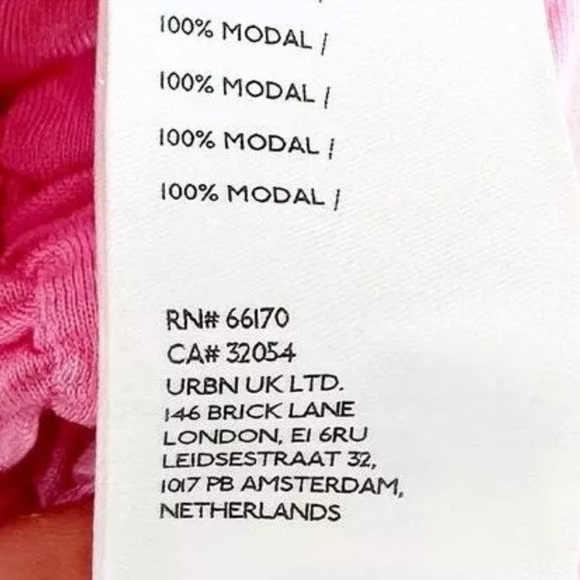 100% MODAL /
100% MODAL /
100% MODAL /
100% MODAL /
RN# 66170
CA# 32054
URBN UK LTD.
146 BRICK LANE
LONDON, E1 6RU
LEIDSESTRAAT 32,
1017 PB AMSTERDAM,
NETHERLANDS